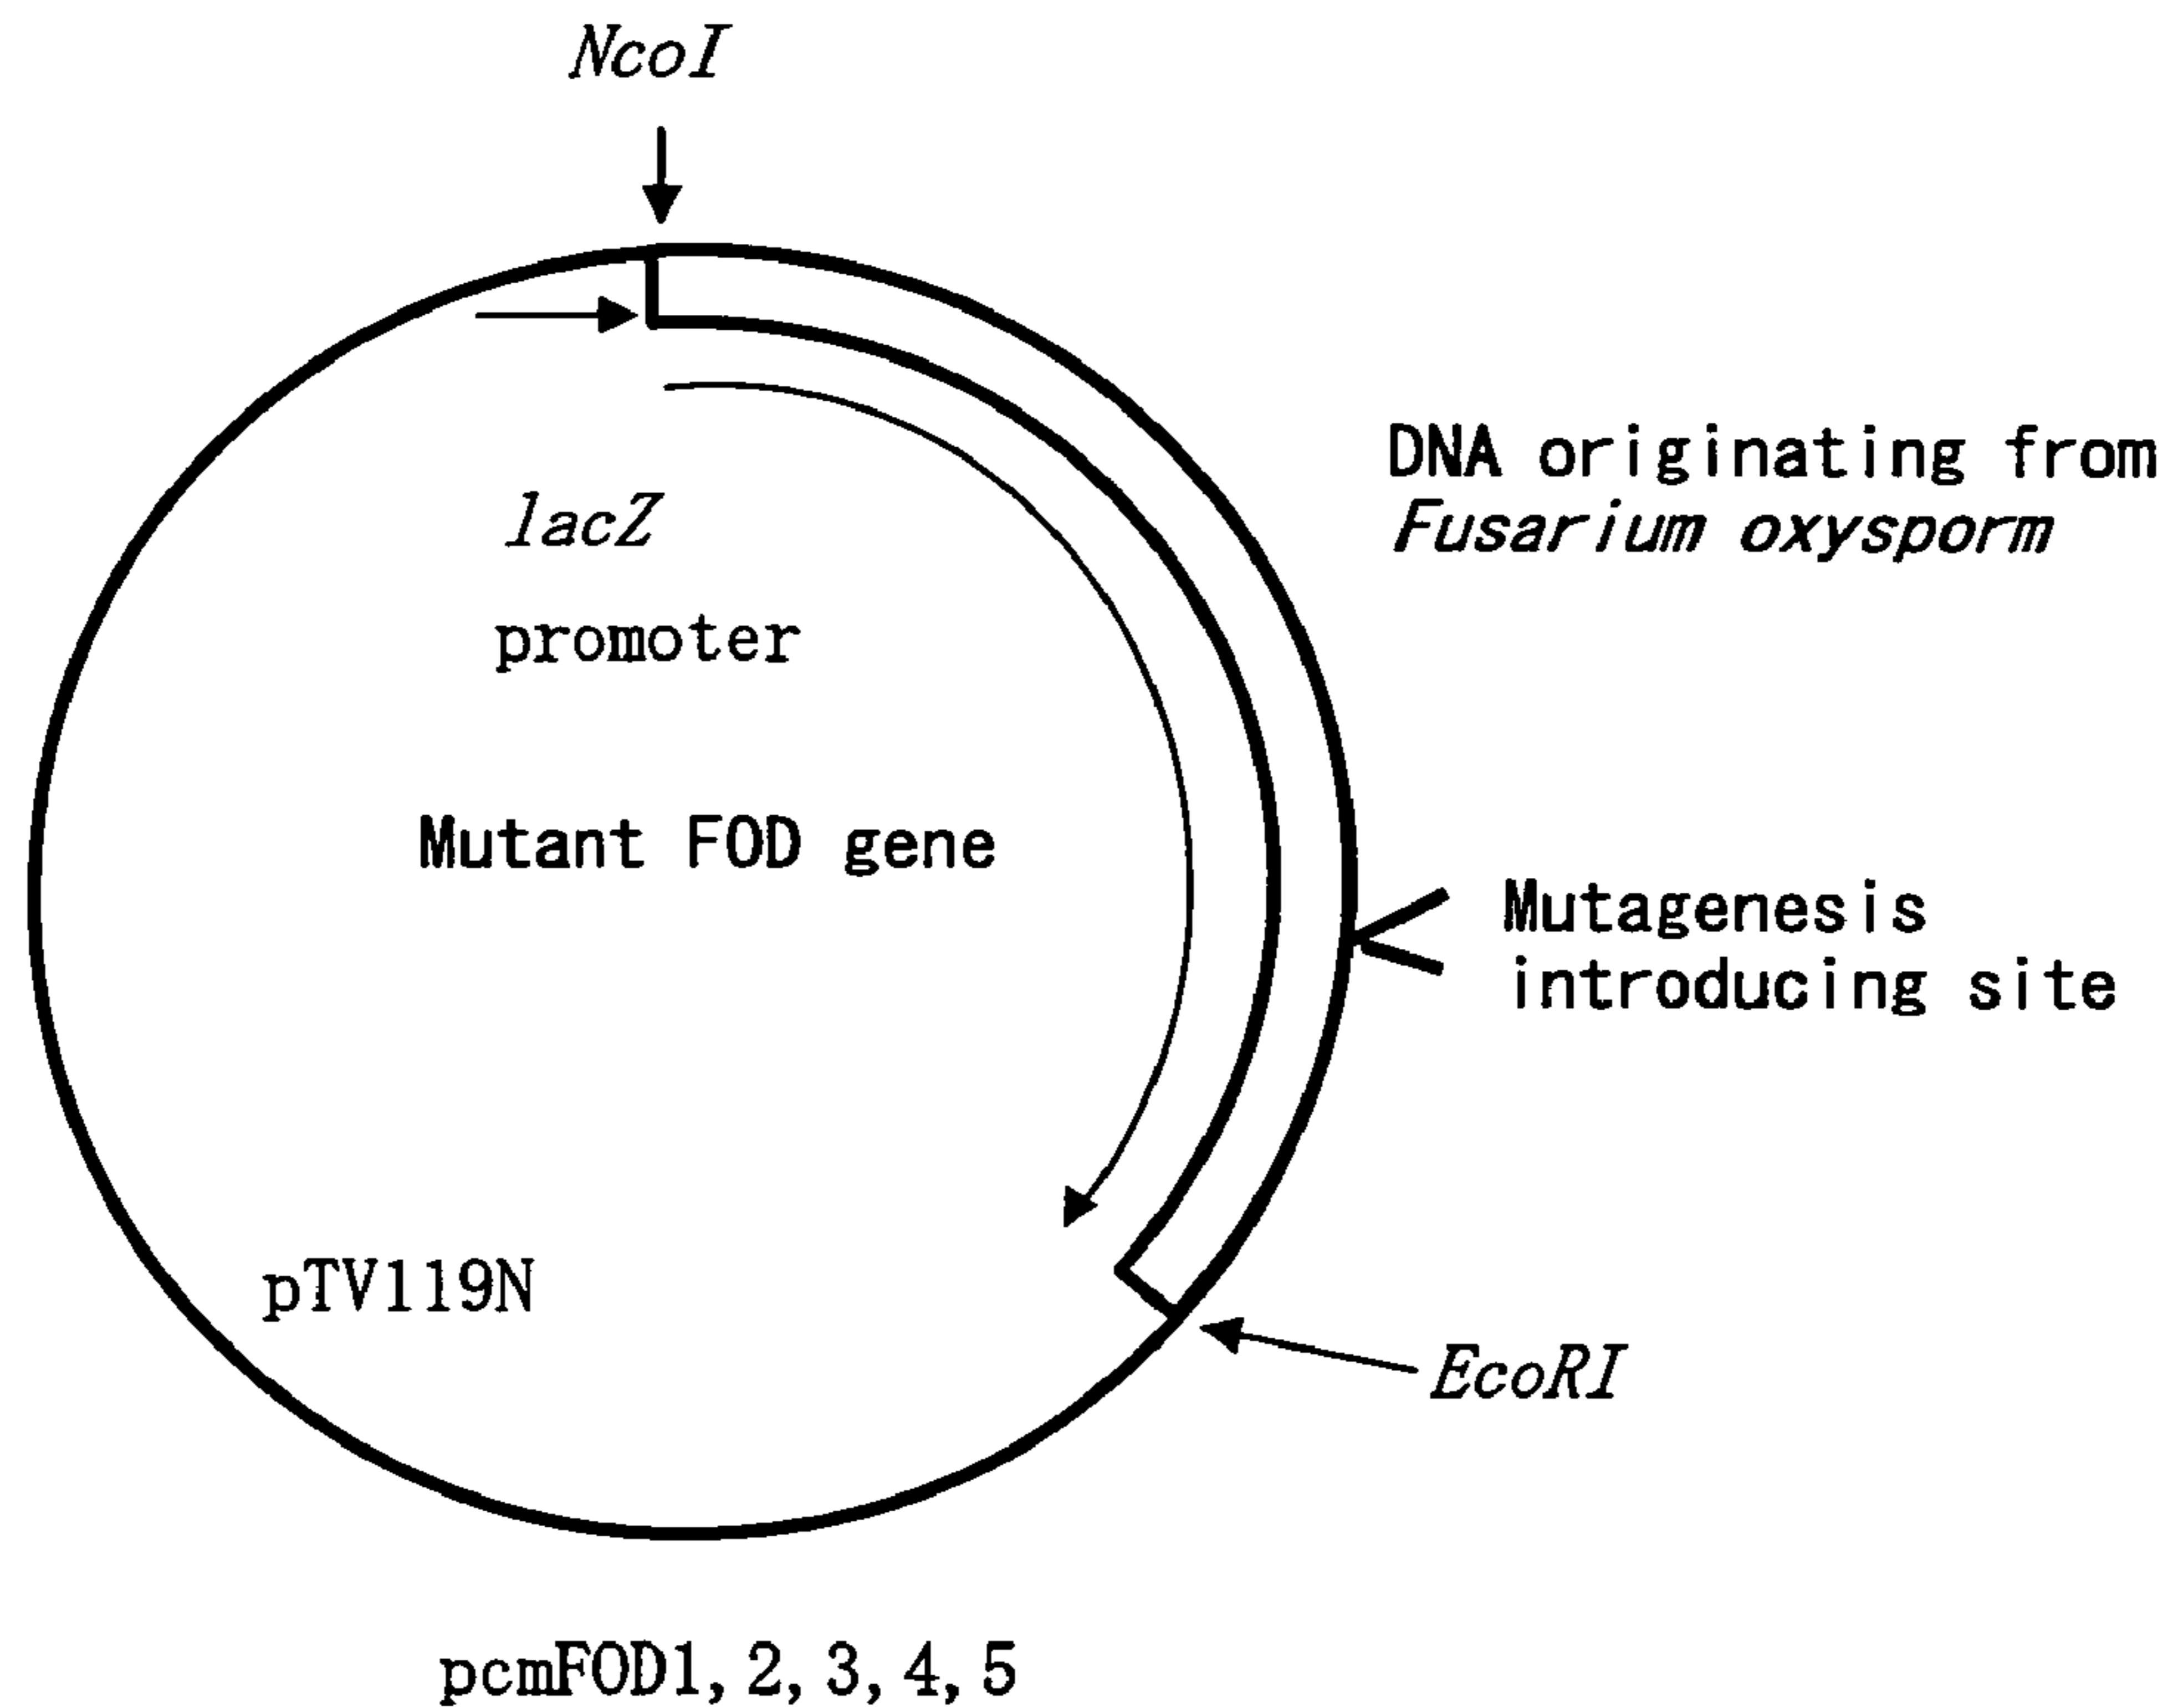 NcoI
DNA originating from
Fusarium oxysporm
lacZ
promoter
Mutant FOD gene
Mutagenesis
introducing site
pTV119N
EcoRI
pcmFOD1, 2, 3, 4, 5